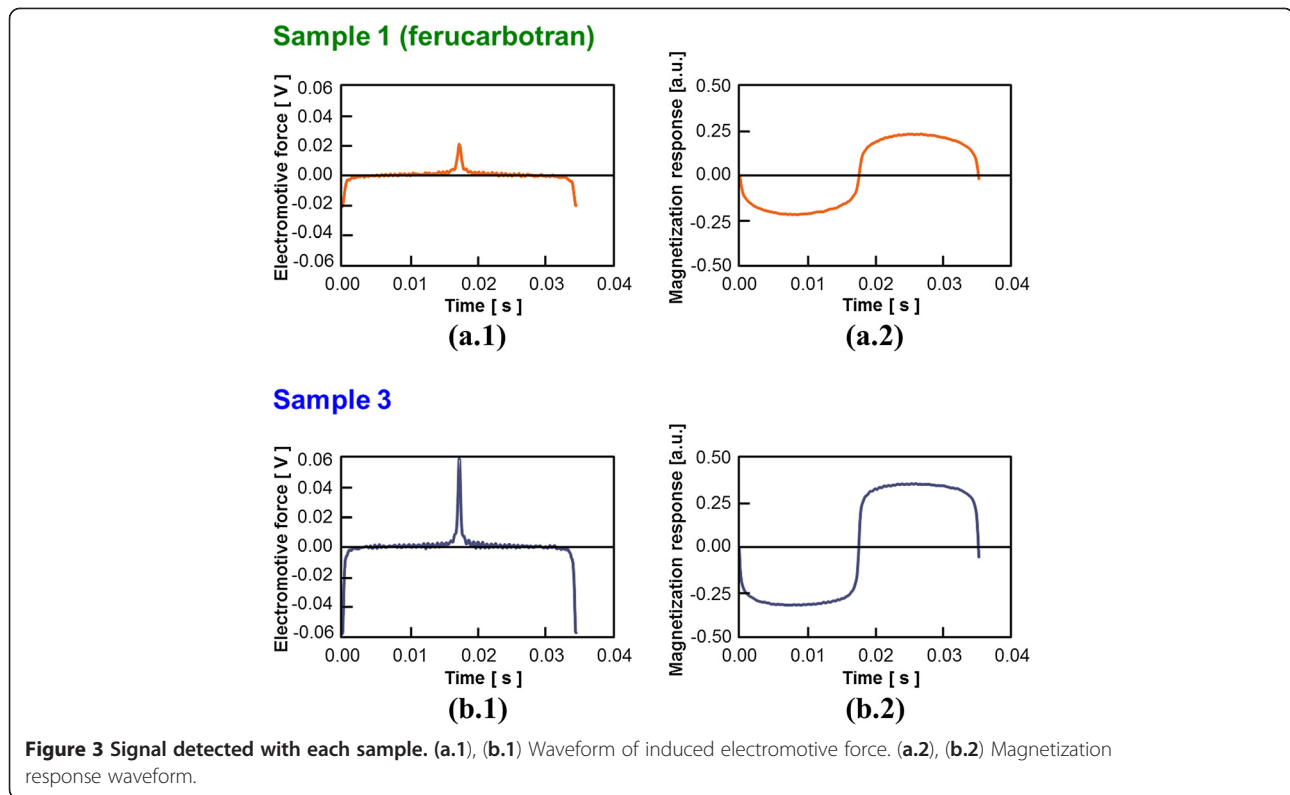 Sample 1 (ferucarbotran)
Electromotive force [ V ]
0.06
0.04
0.02
0.00
-0.02
-0.04
-0.06
0.00 0.01 0.02 0.03 0.04
Time [ s ]
(a.1)
Magnetization response [a.u.]
0.50
0.25
0.00
-0.25
-0.50
0.00 0.01 0.02 0.03 0.04
Time [ s ]
(a.2)
Sample 3
Electromotive force [ V ]
0.06
0.04
0.02
0.00
-0.02
-0.04
-0.06
0.00 0.01 0.02 0.03 0.04
Time [ s ]
(b.1)
Magnetization response [a.u.]
0.50
0.25
0.00
-0.25
-0.50
0.00 0.01 0.02 0.03 0.04
Time [ s ]
(b.2)
Figure 3 Signal detected with each sample. (a.1), (b.1) Waveform of induced electromotive force. (a.2), (b.2) Magnetization
response waveform.